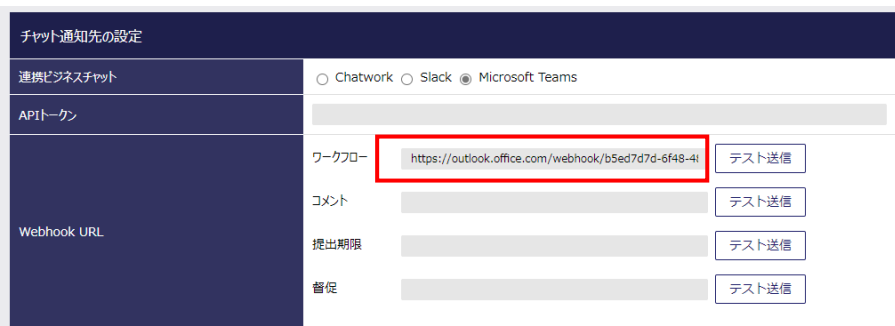 チャット通知先の設定
連携ビジネスチャット Chatwork Slack Microsoft Teams
APIトークン
ワークフロー https://outlook.office.com/webhook/b5ed7d7d-6f48-48 テスト送信
コメント テスト送信
Webhook URL
提出期限 テスト送信
督促 テスト送信